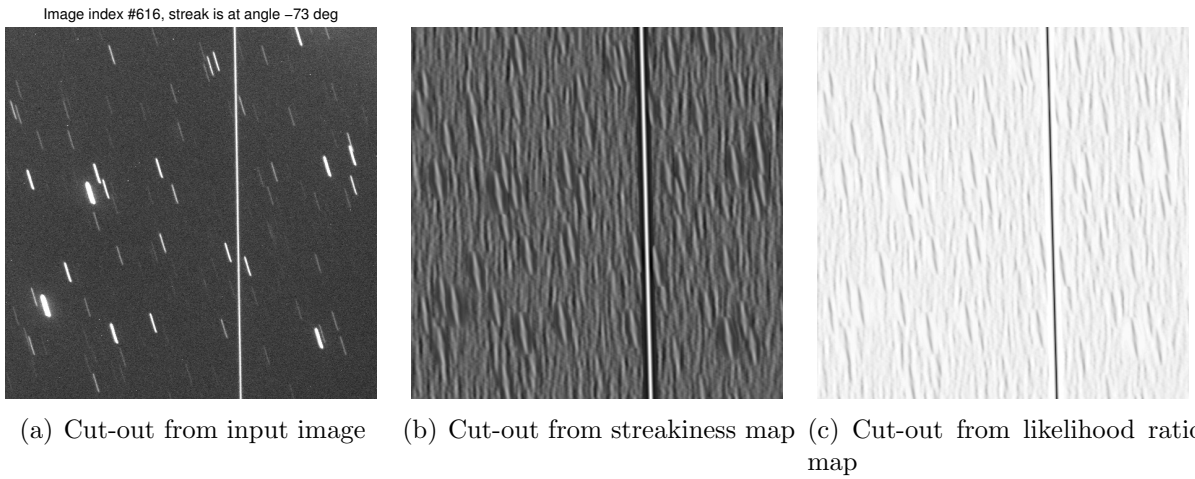 Image index #616, streak is at angle −73 deg
(a) Cut-out from input image
(b) Cut-out from streakiness map
(c) Cut-out from likelihood ratio
map